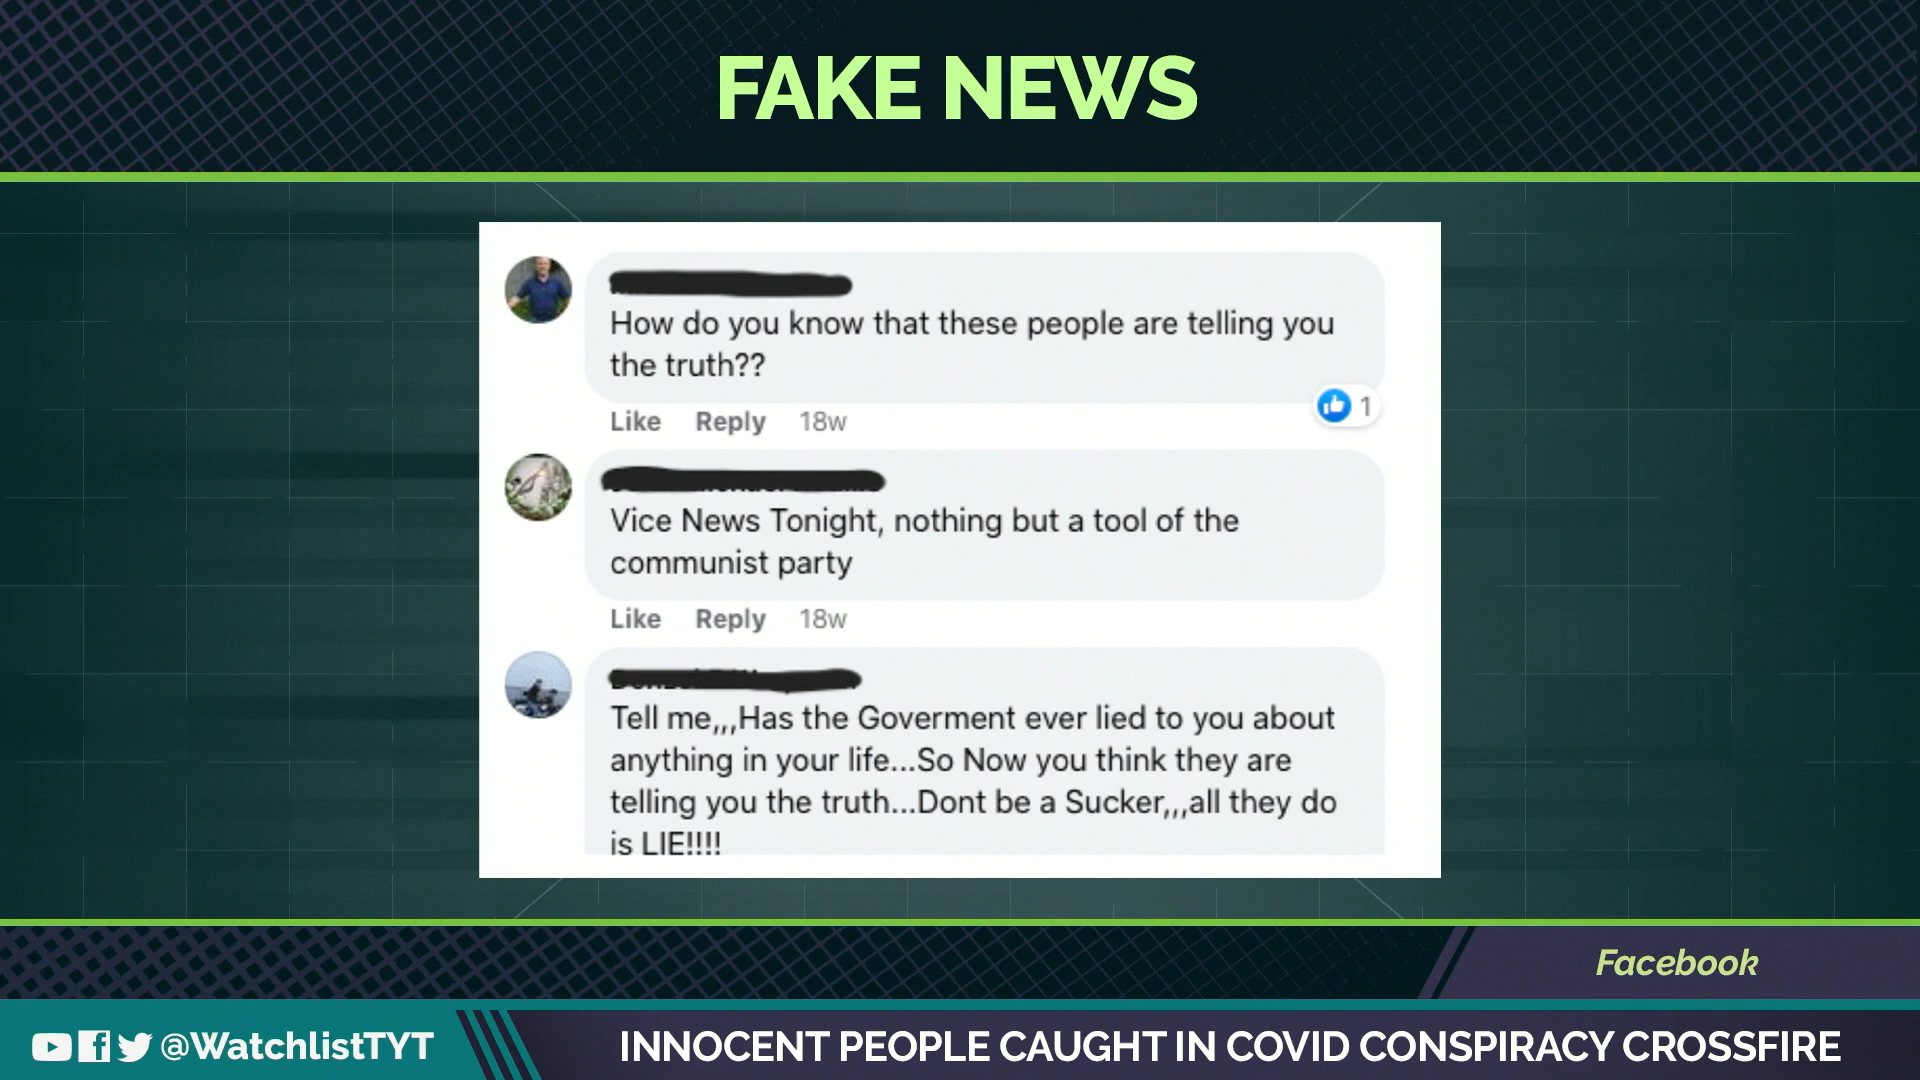 FAKE NEWS
How do you know that these people are telling you
the truth??
Like Reply 18w
1
Vice News Tonight, nothing but a tool of the
communist party
Like Reply 18w
Tell me,,,Has the Goverment ever lied to you about
anything in your life...So Now you think they are
telling you the truth...Dont be a Sucker,,,all they do
is LIE!!!!
Facebook
@WatchlistTYT
INNOCENT PEOPLE CAUGHT IN COVID CONSPIRACY CROSSFIRE